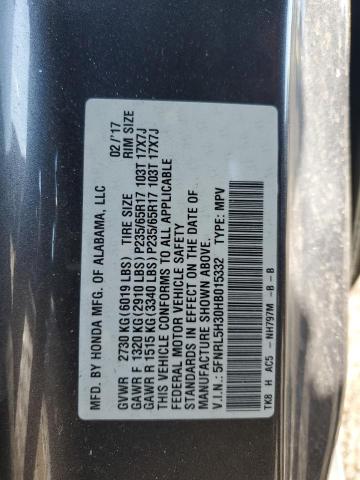 MFD. BY HONDA MFG. OF ALABAMA, LLC 02/'17
TIRE SIZE RIM SIZE
GVWR 2730 KG (6019 LBS)
GAWR F 1320 KG (2910 LBS) P235/65R17 103T 17X7J
GAWR R 1515 KG (3340 LBS) P235/65R17 103T 17X7J
THIS VEHICLE CONFORMS TO ALL APPLICABLE
FEDERAL MOTOR VEHICLE SAFETY
STANDARDS IN EFFECT ON THE DATE OF
MANUFACTURE SHOWN ABOVE.
V.I.N.: 5FNRL5H30HB015332 TYPE: MPV
TK8 H AC5 - NH797M -B - B